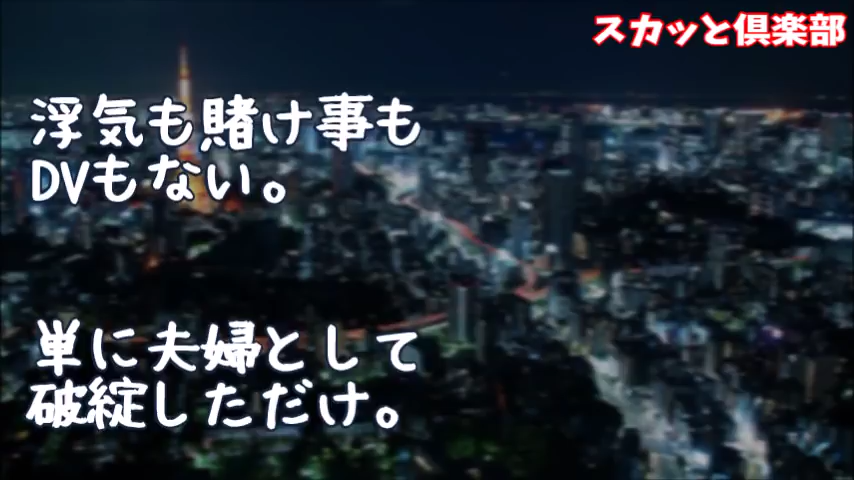 スカッと倶楽部
浮気も賭け事も
DVもない。
単に夫婦として
破綻しただけ。